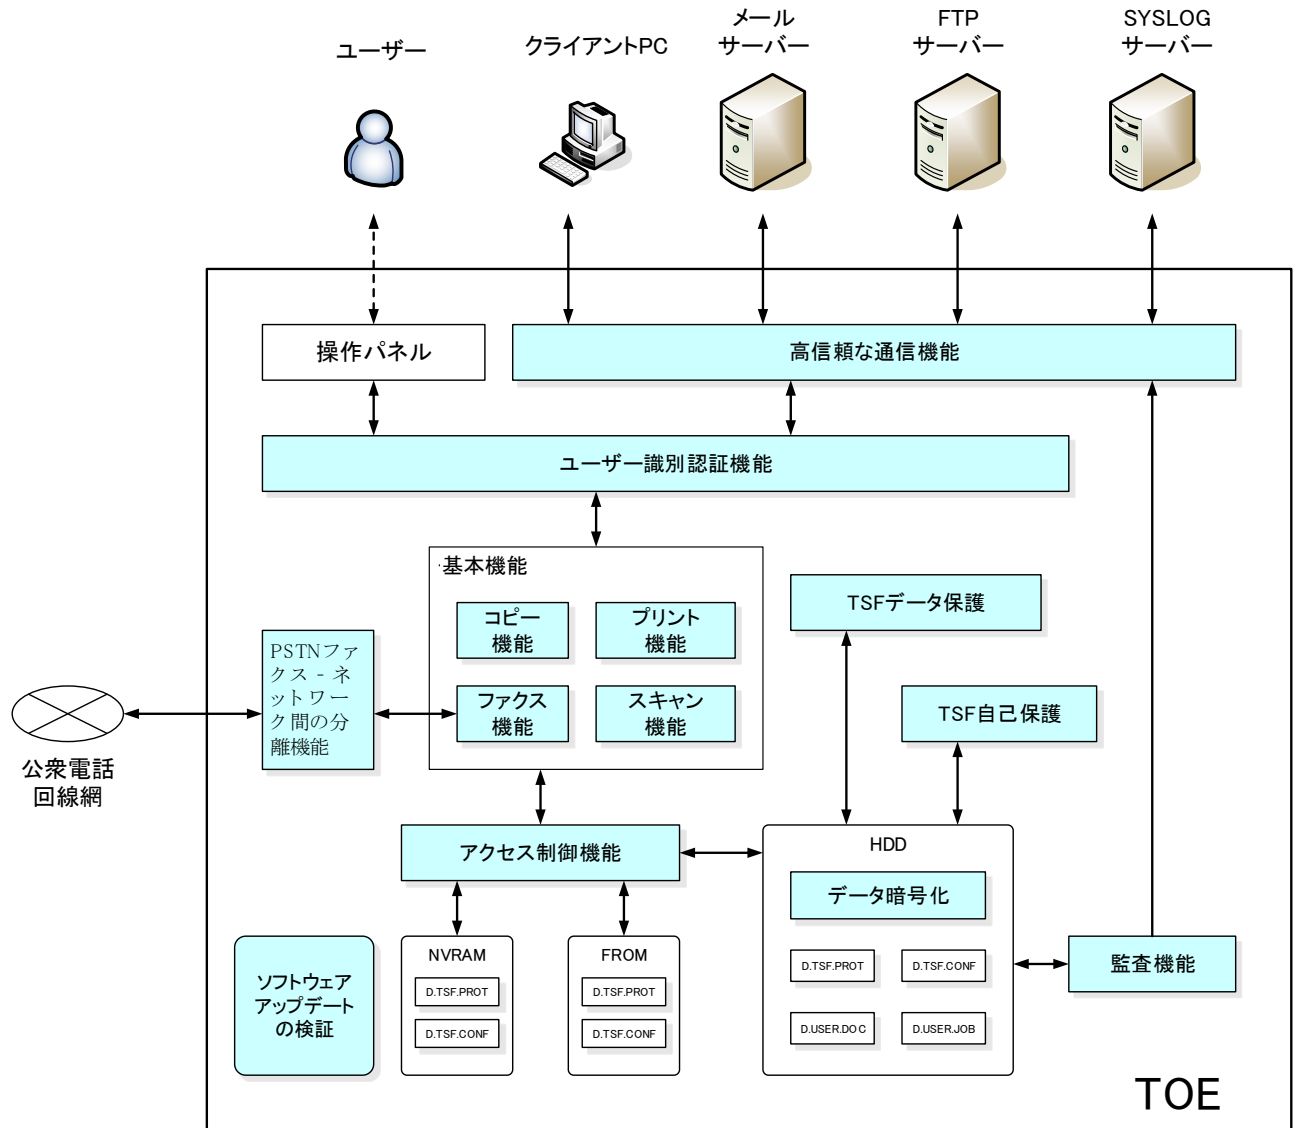 ユーザー
クライアントPC
メール
サーバー
FTP
サーバー
SYSLOG
サーバー
操作パネル
高信頼な通信機能
ユーザー識別認証機能
・基本機能
コピー
機能
プリント
機能
ファクス
機能
スキャン
機能
TSFデータ保護
TSF自己保護
PSTNファ
クス - ネ
ットワー
ク間の分
離機能
公衆電話
回線網
アクセス制御機能
HDD
データ暗号化
D.TSF.PROT
D.TSF.CONF
D.USER.DOC
D.USER.JOB
NVRAM
D.TSF.PROT
D.TSF.CONF
FROM
D.TSF.PROT
D.TSF.CONF
監査機能
ソフトウェア
アップデート
の検証
TOE